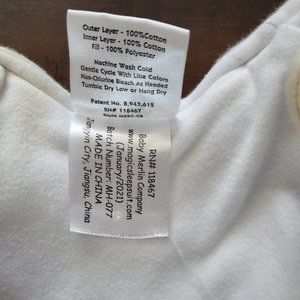 Outer Layer - 100%Cotton
Inner Layer - 100%Cotton
Fill - 100% Polyester
Machine Wash Cold
Gentle Cycle With Like Colors
Non-Chlorine Bleach As Needed
Tumble Dry Low or Hang Dry
Patent No. 8,943,615
RN# 118467
RN# 118467
Baby Merlin Company
www.magicsleepsuit.com
(January/2021)
Batch Number: MH-077
MADE IN CHINA
Jiangyin City, Jiangsu, China